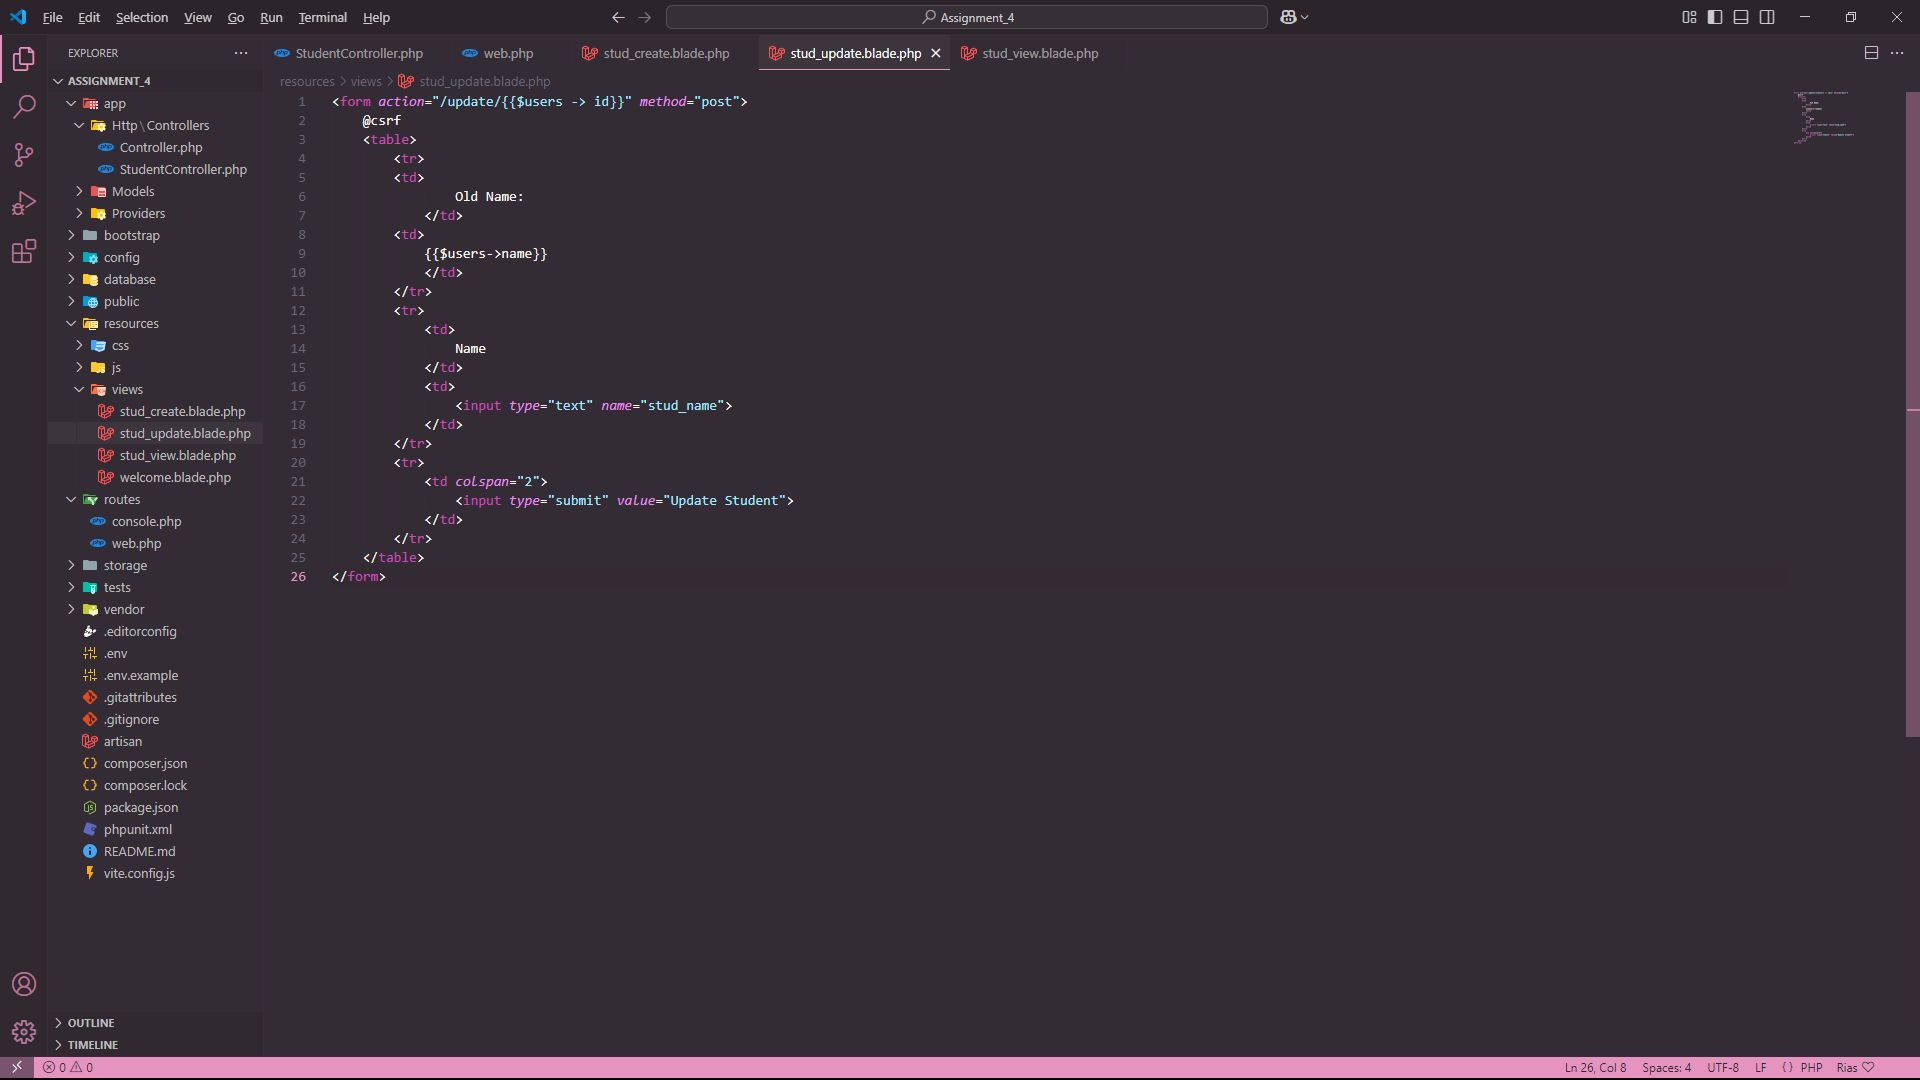 File Edit Selection View Go Run Terminal Help
Assignment_4
EXPLORER
StudentController.php
web.php
stud_create.blade.php
stud_update.blade.php
stud_view.blade.php
ASSIGNMENT_4
app
Http\Controllers
Controller.php
StudentController.php
Models
Providers
bootstrap
config
database
public
resources
css
js
views
stud_create.blade.php
stud_update.blade.php
stud_view.blade.php
welcome.blade.php
routes
console.php
web.php
storage
tests
vendor
.editorconfig
.env
.env.example
.gitattributes
.gitignore
artisan
composer.json
composer.lock
package.json
phpunit.xml
README.md
vite.config.js
OUTLINE
TIMELINE
resources > views > stud_update.blade.php
1 <form action="/update/{{$users -> id}}" method="post">
2 @csrf
3 <table>
4 <tr>
5 <td>
6 Old Name:
7 </td>
8 <td>
9 {{$users->name}}
10 </td>
11 </tr>
12 <tr>
13 <td>
14 Name
15 </td>
16 <td>
17 <input type="text" name="stud_name">
18 </td>
19 </tr>
20 <tr>
21 <td colspan="2">
22 <input type="submit" value="Update Student">
23 </td>
24 </tr>
25 </table>
26 </form>
0 0
Ln 26, Col 8 Spaces: 4 UTF-8 LF { } PHP Rias